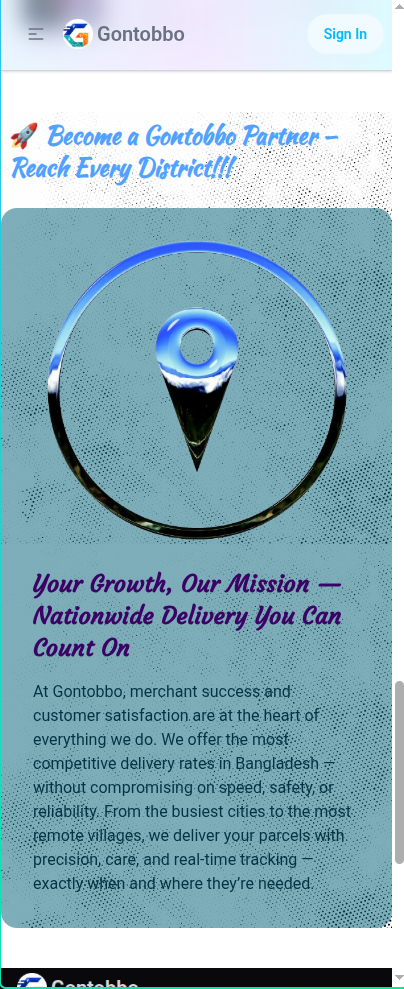 Gontobbo
Sign In
🚀 Become a Gontobbo Partner –
Reach Every District!!!
Your Growth, Our Mission —
Nationwide Delivery You Can
Count On
At Gontobbo, merchant success and
customer satisfaction are at the heart of
everything we do. We offer the most
competitive delivery rates in Bangladesh —
without compromising on speed, safety, or
reliability. From the busiest cities to the most
remote villages, we deliver your parcels with
precision, care, and real-time tracking —
exactly when and where they’re needed.
Gontobbo